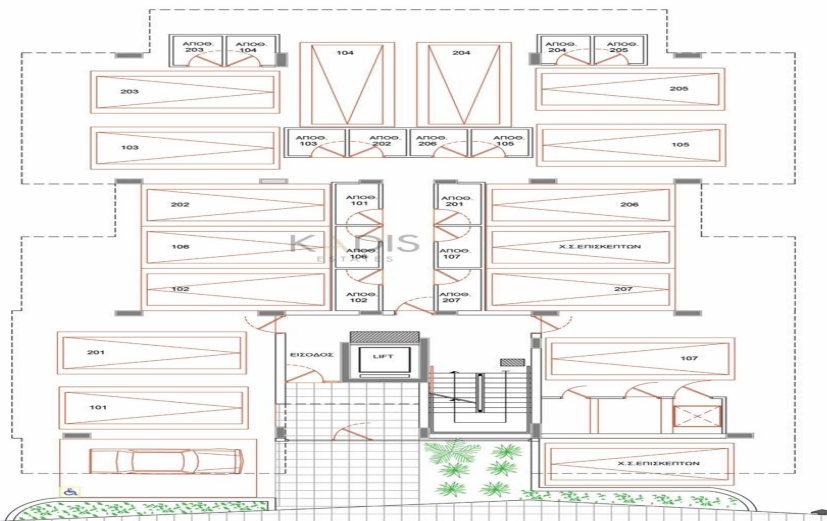 ΑΠΟΘ. 203
ΑΠΟΘ. 104
104
204
ΑΠΟΘ. 204
ΑΠΟΘ. 205
203
205
103
ΑΠΟΘ. 103
ΑΠΟΘ. 202
ΑΠΟΘ. 206
ΑΠΟΘ. 105
105
202
ΑΠΟΘ. 101
ΑΠΟΘ. 201
206
106
KADIS
ESTATES
ΑΠΟΘ. 106
ΑΠΟΘ. 107
Χ.Σ.ΕΠΙΣΚΕΠΤΩΝ
102
ΑΠΟΘ. 102
ΑΠΟΘ. 207
207
201
ΕΙΣΟΔΟΣ
LIFT
107
101
Χ.Σ.ΕΠΙΣΚΕΠΤΩΝ